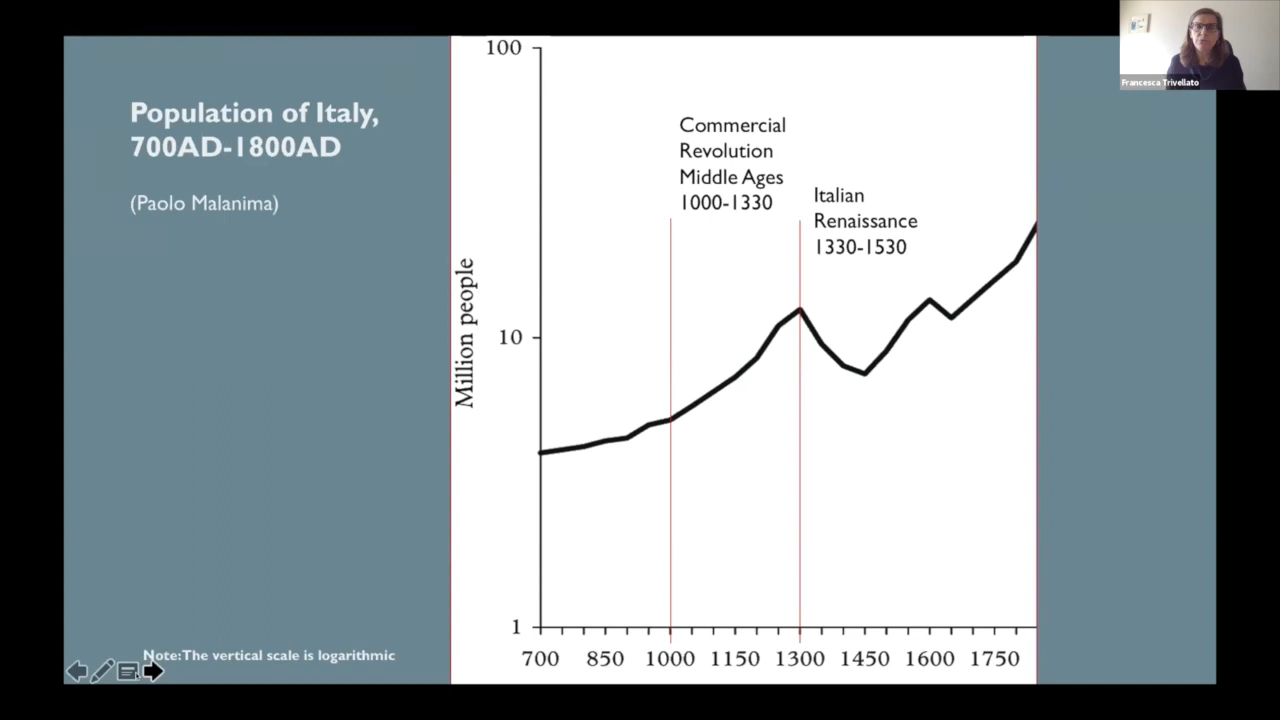 Population of Italy,
700AD-1800AD
(Paolo Malanima)
Note:The vertical scale is logarithmic
100
10
1
Million people
Commercial
Revolution
Middle Ages
1000-1330
Italian
Renaissance
1330-1530
700 850 1000 1150 1300 1450 1600 1750
Francesca Trivellato